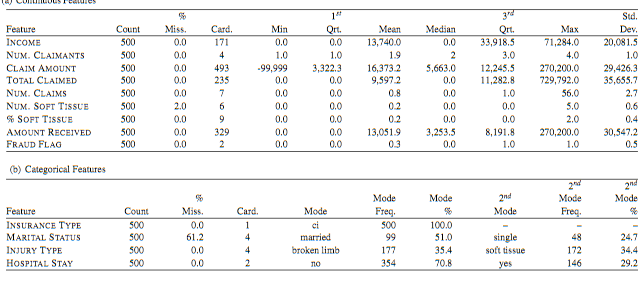 (a) Continuous Features
% 1st 3rd Std.
Feature Count Miss. Card. Min Qrt. Mean Median Qrt. Max Dev.
INCOME 500 0.0 171 0.0 0.0 13,740.0 0.0 33,918.5 71,284.0 20,081.5
NUM. CLAIMANTS 500 0.0 4 1.0 1.0 1.9 2 3.0 4.0 1.0
CLAIM AMOUNT 500 0.0 493 -99,999 3,322.3 16,373.2 5,663.0 12,245.5 270,200.0 29,426.3
TOTAL CLAIMED 500 0.0 235 0.0 0.0 9,597.2 0.0 11,282.8 729,792.0 35,655.7
NUM. CLAIMS 500 0.0 7 0.0 0.0 0.8 0.0 1.0 56.0 2.7
NUM. SOFT TISSUE 500 2.0 6 0.0 0.0 0.2 0.0 0.0 5.0 0.6
% SOFT TISSUE 500 0.0 9 0.0 0.0 0.2 0.0 0.0 2.0 0.4
AMOUNT RECEIVED 500 0.0 329 0.0 0.0 13,051.9 3,253.5 8,191.8 270,200.0 30,547.2
FRAUD FLAG 500 0.0 2 0.0 0.0 0.3 0.0 1.0 1.0 0.5
(b) Categorical Features
2nd 2nd
% Mode Mode 2nd Mode Mode
Feature Count Miss. Card. Mode Freq. % Mode Freq. %
INSURANCE TYPE 500 0.0 1 ci 500 100.0 – – –
MARITAL STATUS 500 61.2 4 married 99 51.0 single 48 24.7
INJURY TYPE 500 0.0 4 broken limb 177 35.4 soft tissue 172 34.4
HOSPITAL STAY 500 0.0 2 no 354 70.8 yes 146 29.2